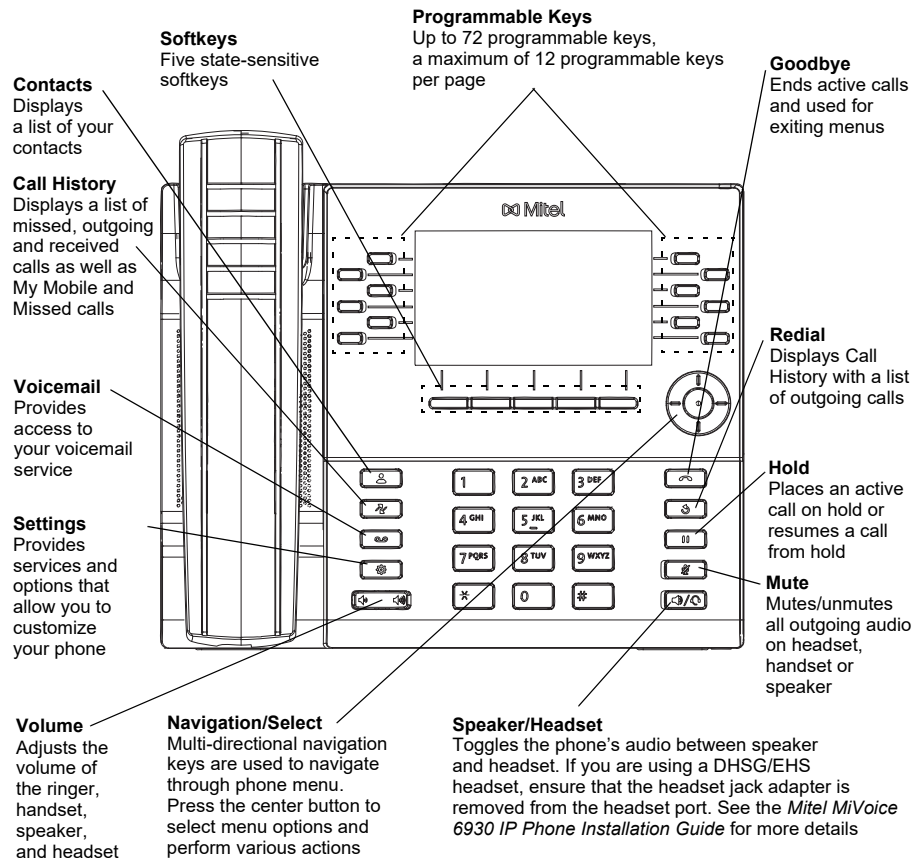 Programmable Keys
Up to 72 programmable keys,
a maximum of 12 programmable keys
per page
Softkeys
Five state-sensitive
softkeys
Goodbye
Ends active calls
and used for
exiting menus
Contacts
Displays
a list of your
contacts
Call History
Displays a list of
missed, outgoing
and received
calls as well as
My Mobile and
Missed calls
Mitel
Redial
Displays Call
History with a list
of outgoing calls
Voicemail
Provides
access to
your voicemail
service
Hold
Places an active
call on hold or
resumes a call
from hold
Settings
Provides
services and
options that
allow you to
customize
your phone
1
2 ABC
3 DEF
4 GHI
5 JKL
6 MNO
7 PQRS
8 TUV
9 WXYZ
*
0
#
Mute
Mutes/unmutes
all outgoing audio
on headset,
handset or
speaker
Volume
Adjusts the
volume of
the ringer,
handset,
speaker,
and headset
Navigation/Select
Multi-directional navigation
keys are used to navigate
through phone menu.
Press the center button to
select menu options and
perform various actions
Speaker/Headset
Toggles the phone's audio between speaker
and headset. If you are using a DHSG/EHS
headset, ensure that the headset jack adapter is
removed from the headset port. See the Mitel MiVoice
6930 IP Phone Installation Guide for more details